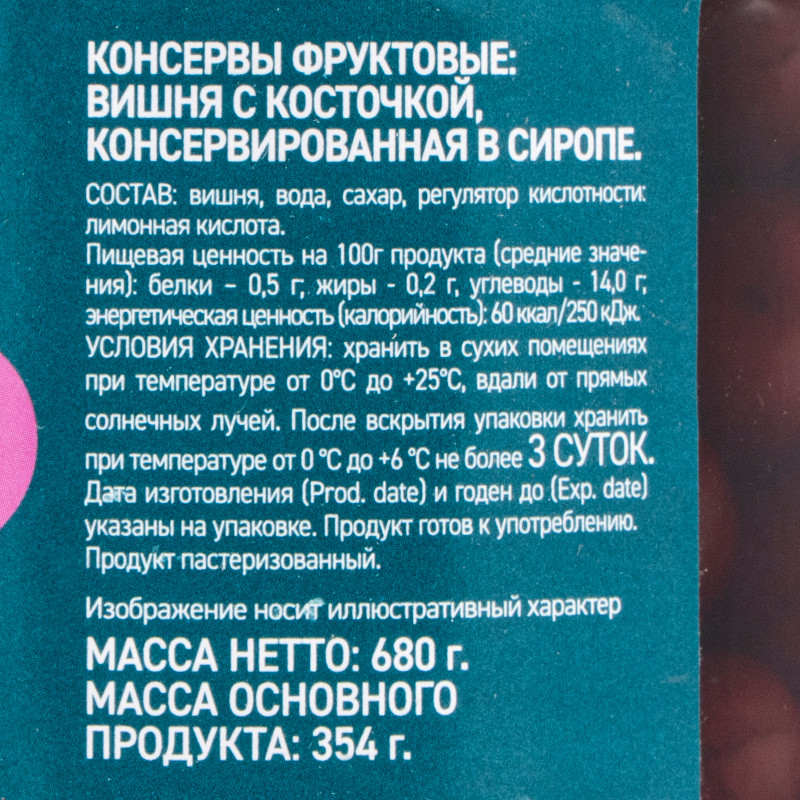 КОНСЕРВЫ ФРУКТОВЫЕ:
ВИШНЯ С КОСТОЧКОЙ,
КОНСЕРВИРОВАННАЯ В СИРОПЕ.
СОСТАВ: вишня, вода, сахар, регулятор кислотности:
лимонная кислота.
Пищевая ценность на 100г продукта (средние значе-
ния): белки – 0,5 г; жиры - 0,2 г, углеводы - 14,0 г;
энергетическая ценность (калорийность): 60 ккал/250 кДж.
УСЛОВИЯ ХРАНЕНИЯ: хранить в сухих помещениях
при температуре от 0°С до +25°С, вдали от прямых
солнечных лучей. После вскрытия упаковки хранить
при температуре от 0 °С до +6 °С не более 3 СУТОК.
Дата изготовления (Prod. date) и годен до (Exp. date)
указаны на упаковке. Продукт готов к употреблению.
Продукт пастеризованный.
Изображение носит иллюстративный характер
МАССА НЕТТО: 680 г.
МАССА ОСНОВНОГО
ПРОДУКТА: 354 г.